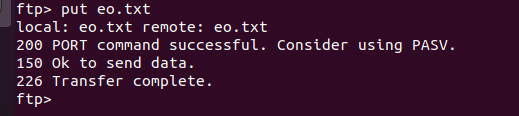 ftp> put eo.txt
local: eo.txt remote: eo.txt
200 PORT command successful. Consider using PASV.
150 Ok to send data.
226 Transfer complete.
ftp>